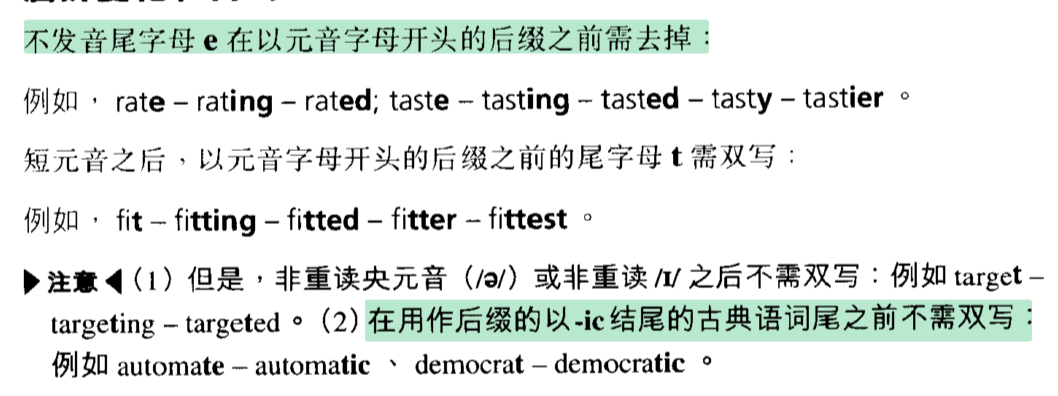 不发音尾字母 e 在以元音字母开头的后缀之前需去掉：
例如，rate – rating – rated; taste – tasting – tasted – tasty – tastier 。
短元音之后，以元音字母开头的后缀之前的尾字母 t 需双写：
例如，fit – fitting – fitted – fitter – fittest 。
▶注意◀（1）但是，非重读央元音（/ə/）或非重读 /ɪ/ 之后不需双写：例如 target –
targeting – targeted 。（2）在用作后缀的以-ic 结尾的古典语词尾之前不需双写：
例如 automate – automatic 、 democrat – democratic 。